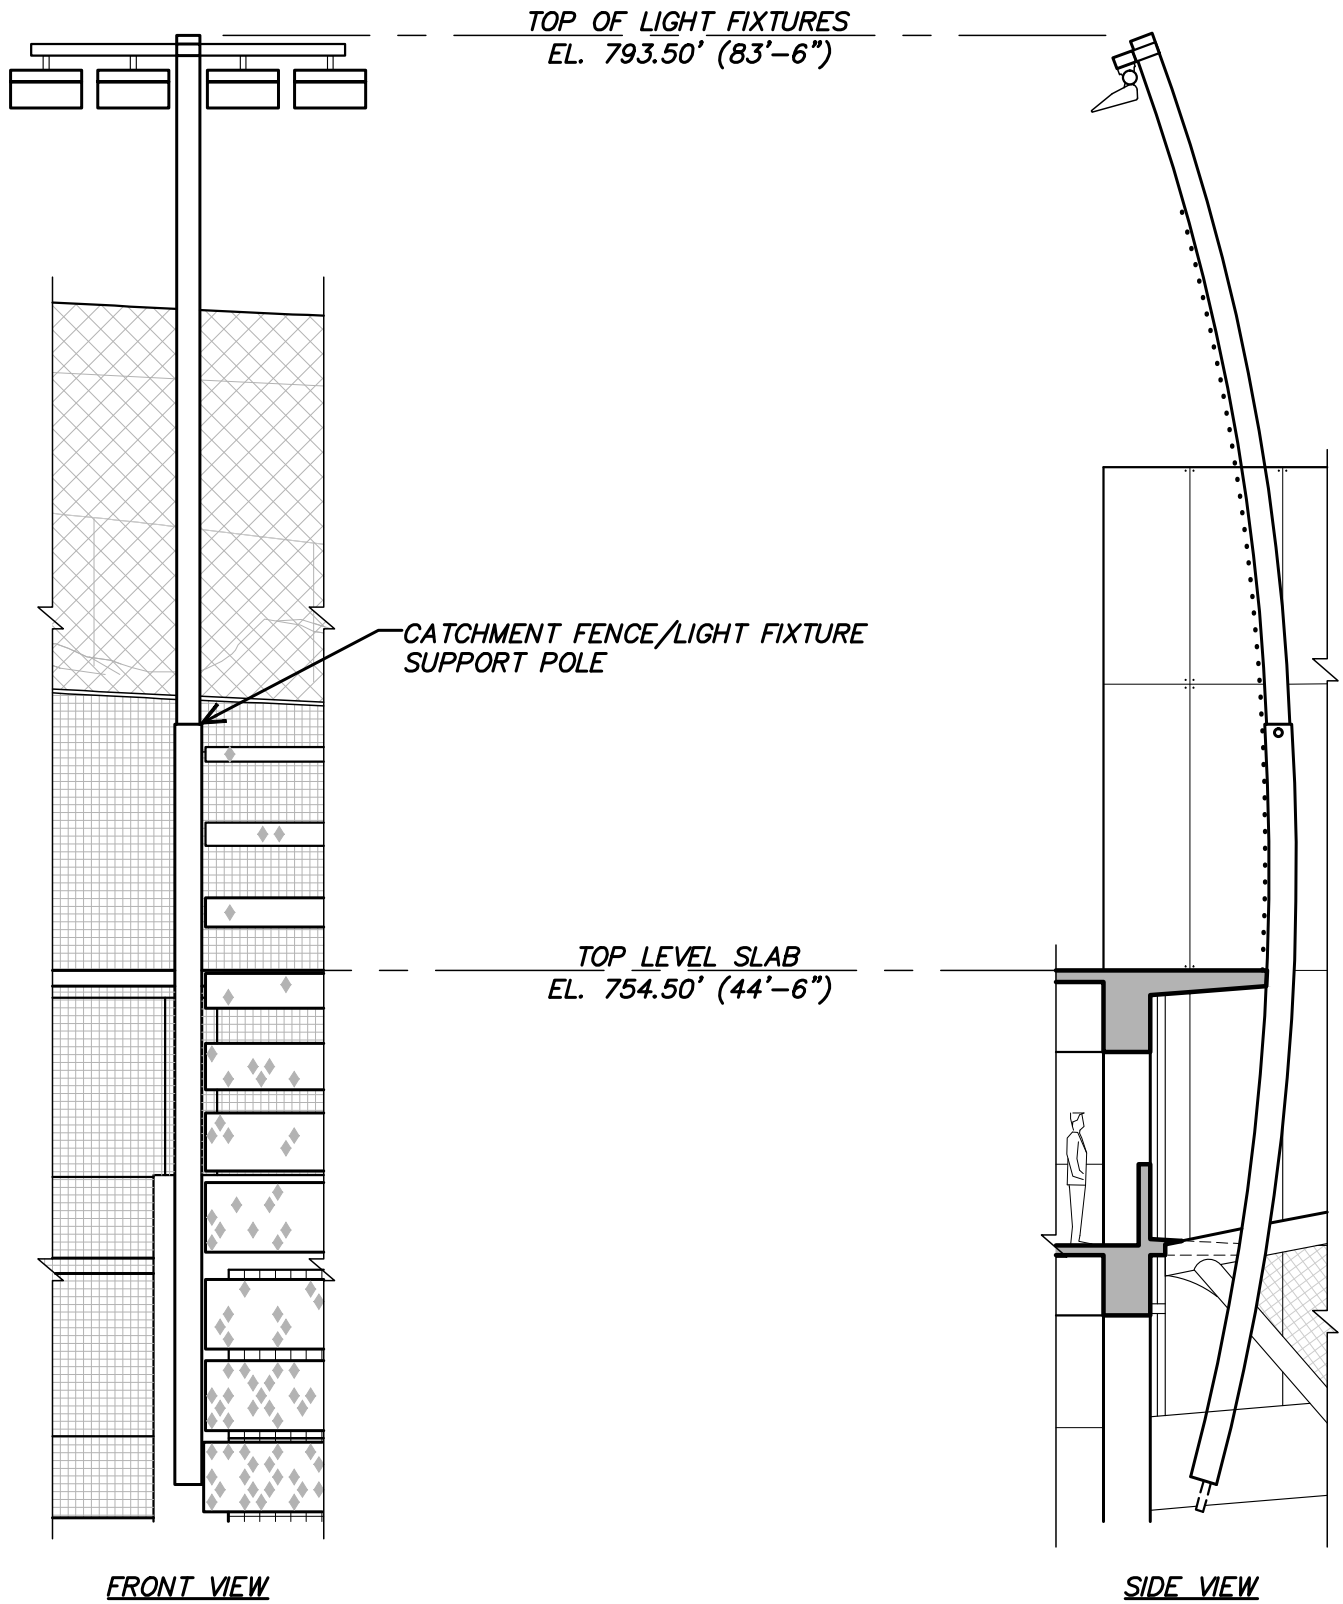 TOP OF LIGHT FIXTURES
EL. 793.50' (83'-6")
CATCHMENT FENCE/LIGHT FIXTURE
SUPPORT POLE
TOP LEVEL SLAB
EL. 754.50' (44'-6")
FRONT VIEW
SIDE VIEW